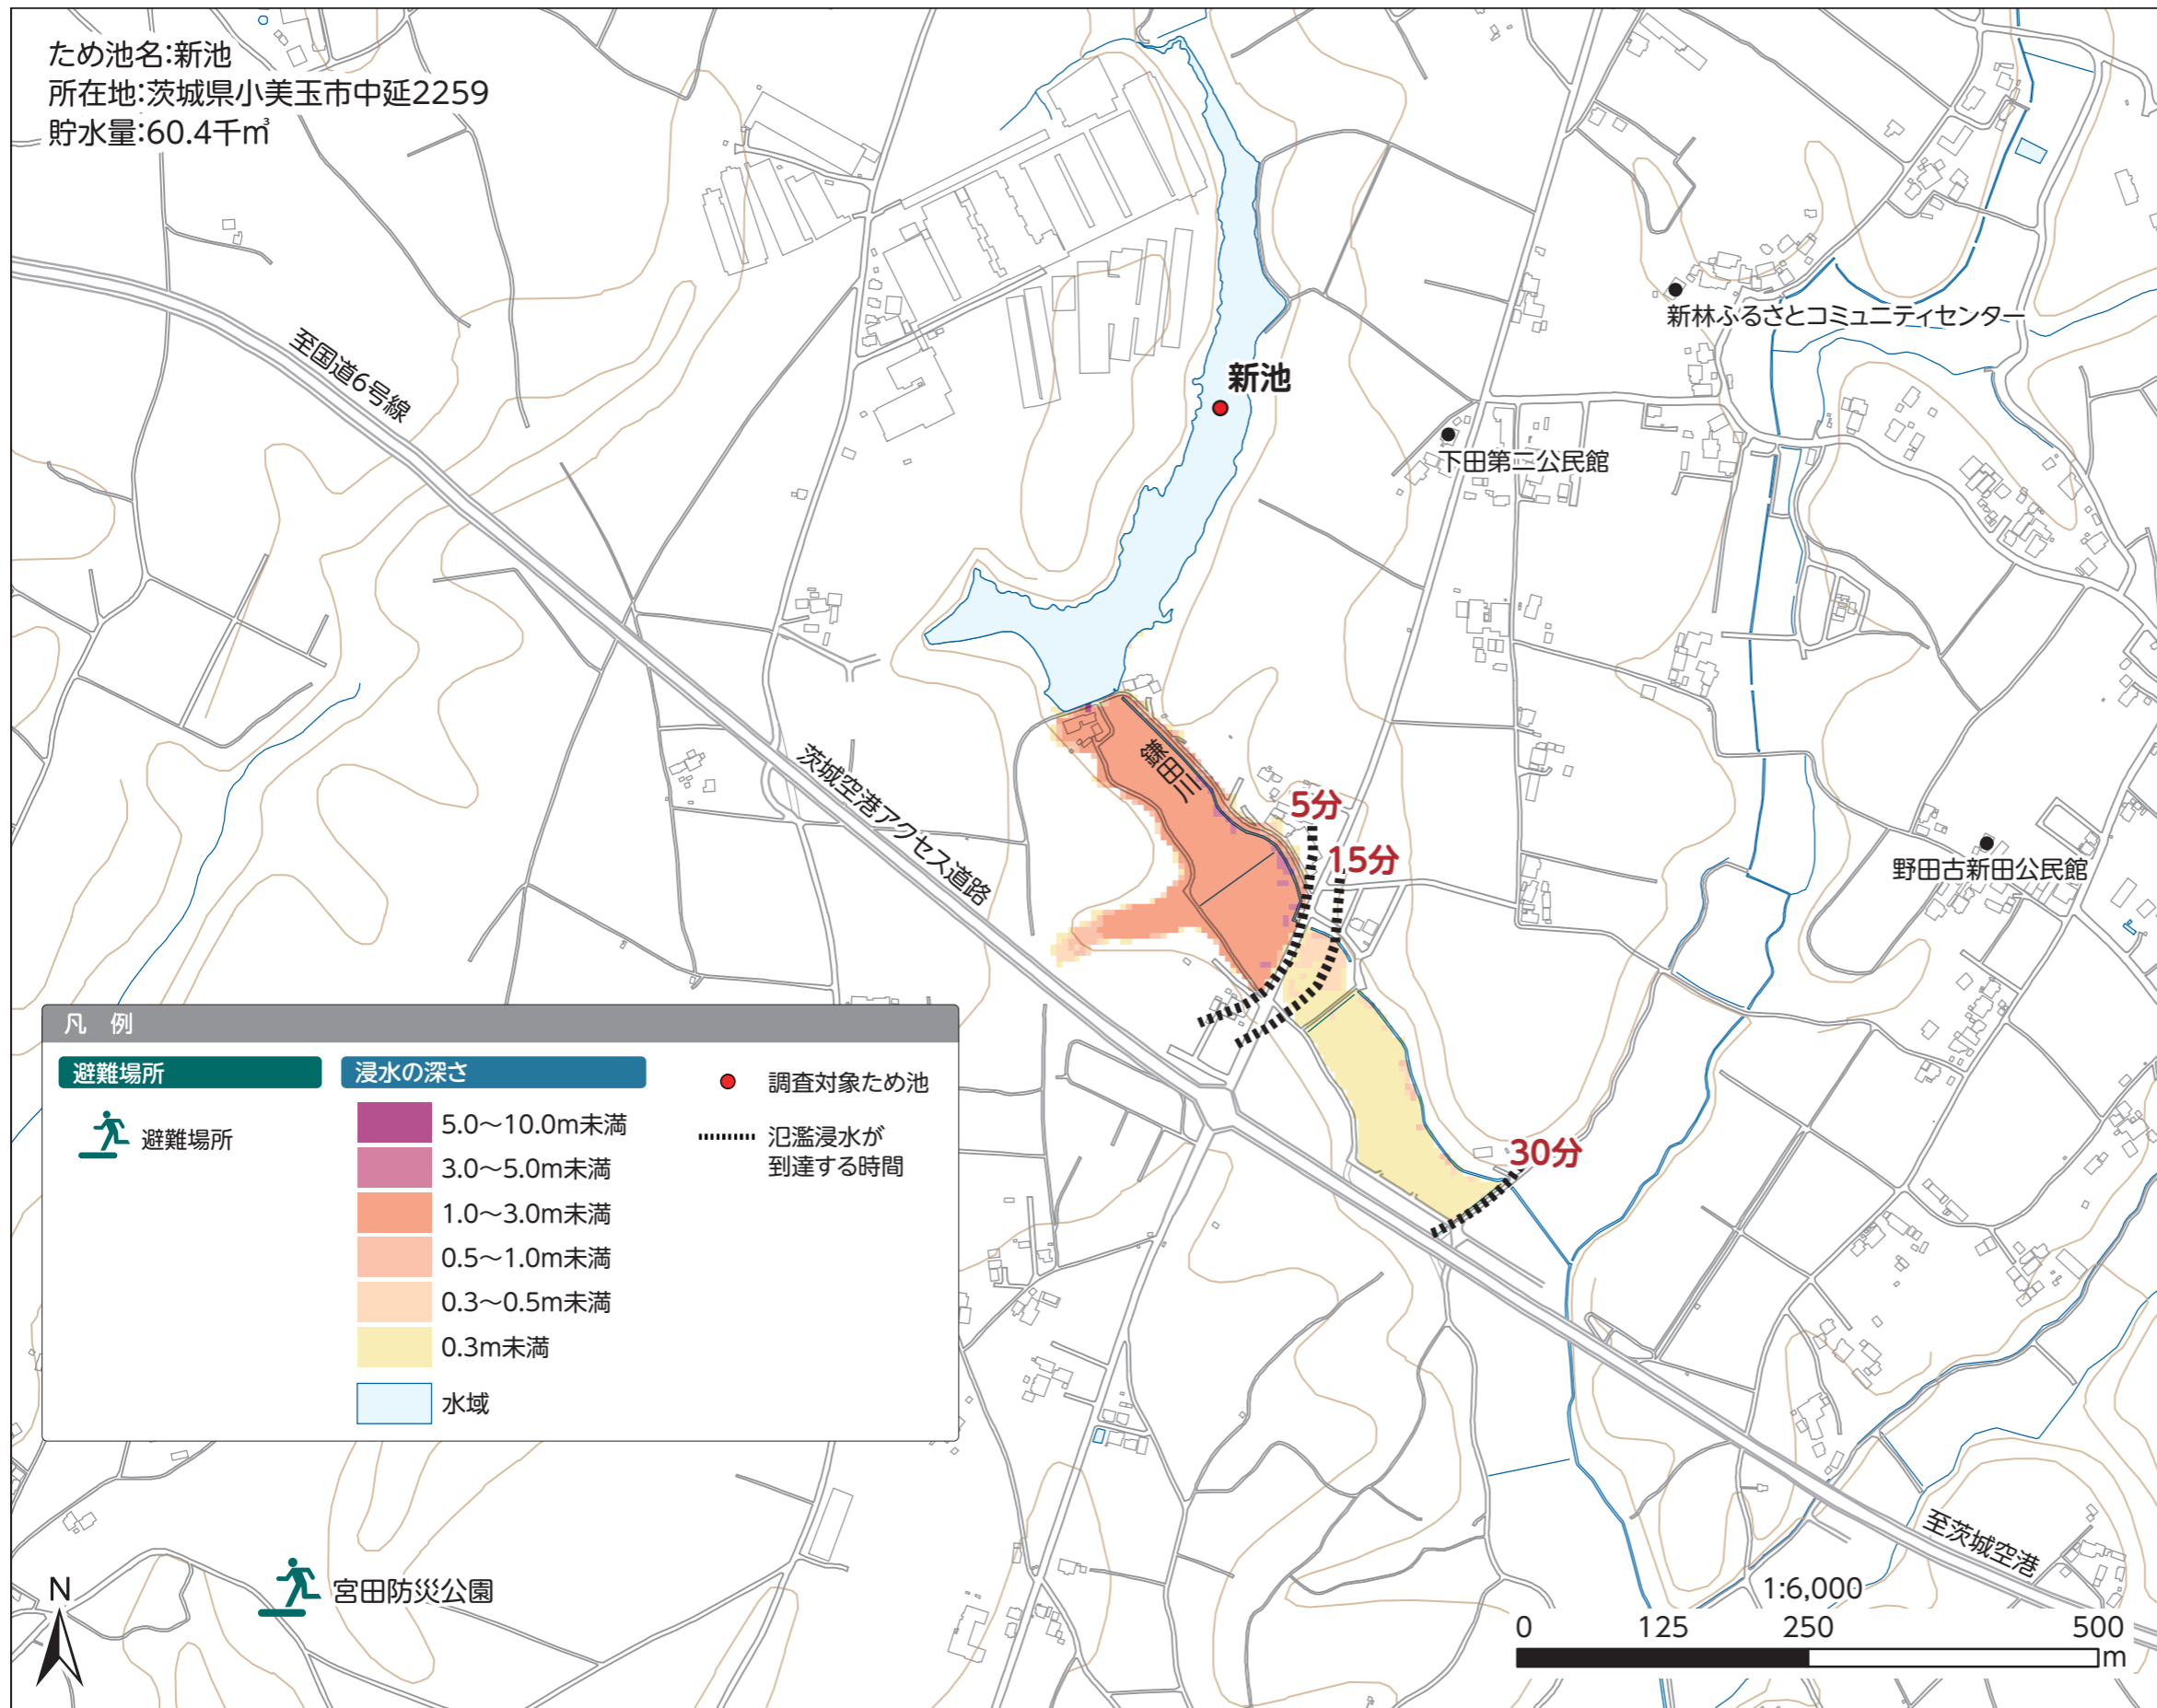 ため池名:新池
所在地:茨城県小美玉市中延2259
貯水量:60.4千㎥
至国道6号線
新池
新林ふるさとコミュニティセンター
下田第二公民館
茨城空港アクセス道路
5分
15分
野田古新田公民館
30分
凡 例
避難場所
避難場所
浸水の深さ
5.0～10.0m未満
3.0～5.0m未満
1.0～3.0m未満
0.5～1.0m未満
0.3～0.5m未満
0.3m未満
水域
調査対象ため池
氾濫浸水が
到達する時間
至茨城空港
宮田防災公園
N
1:6,000
0 125 250 500
m